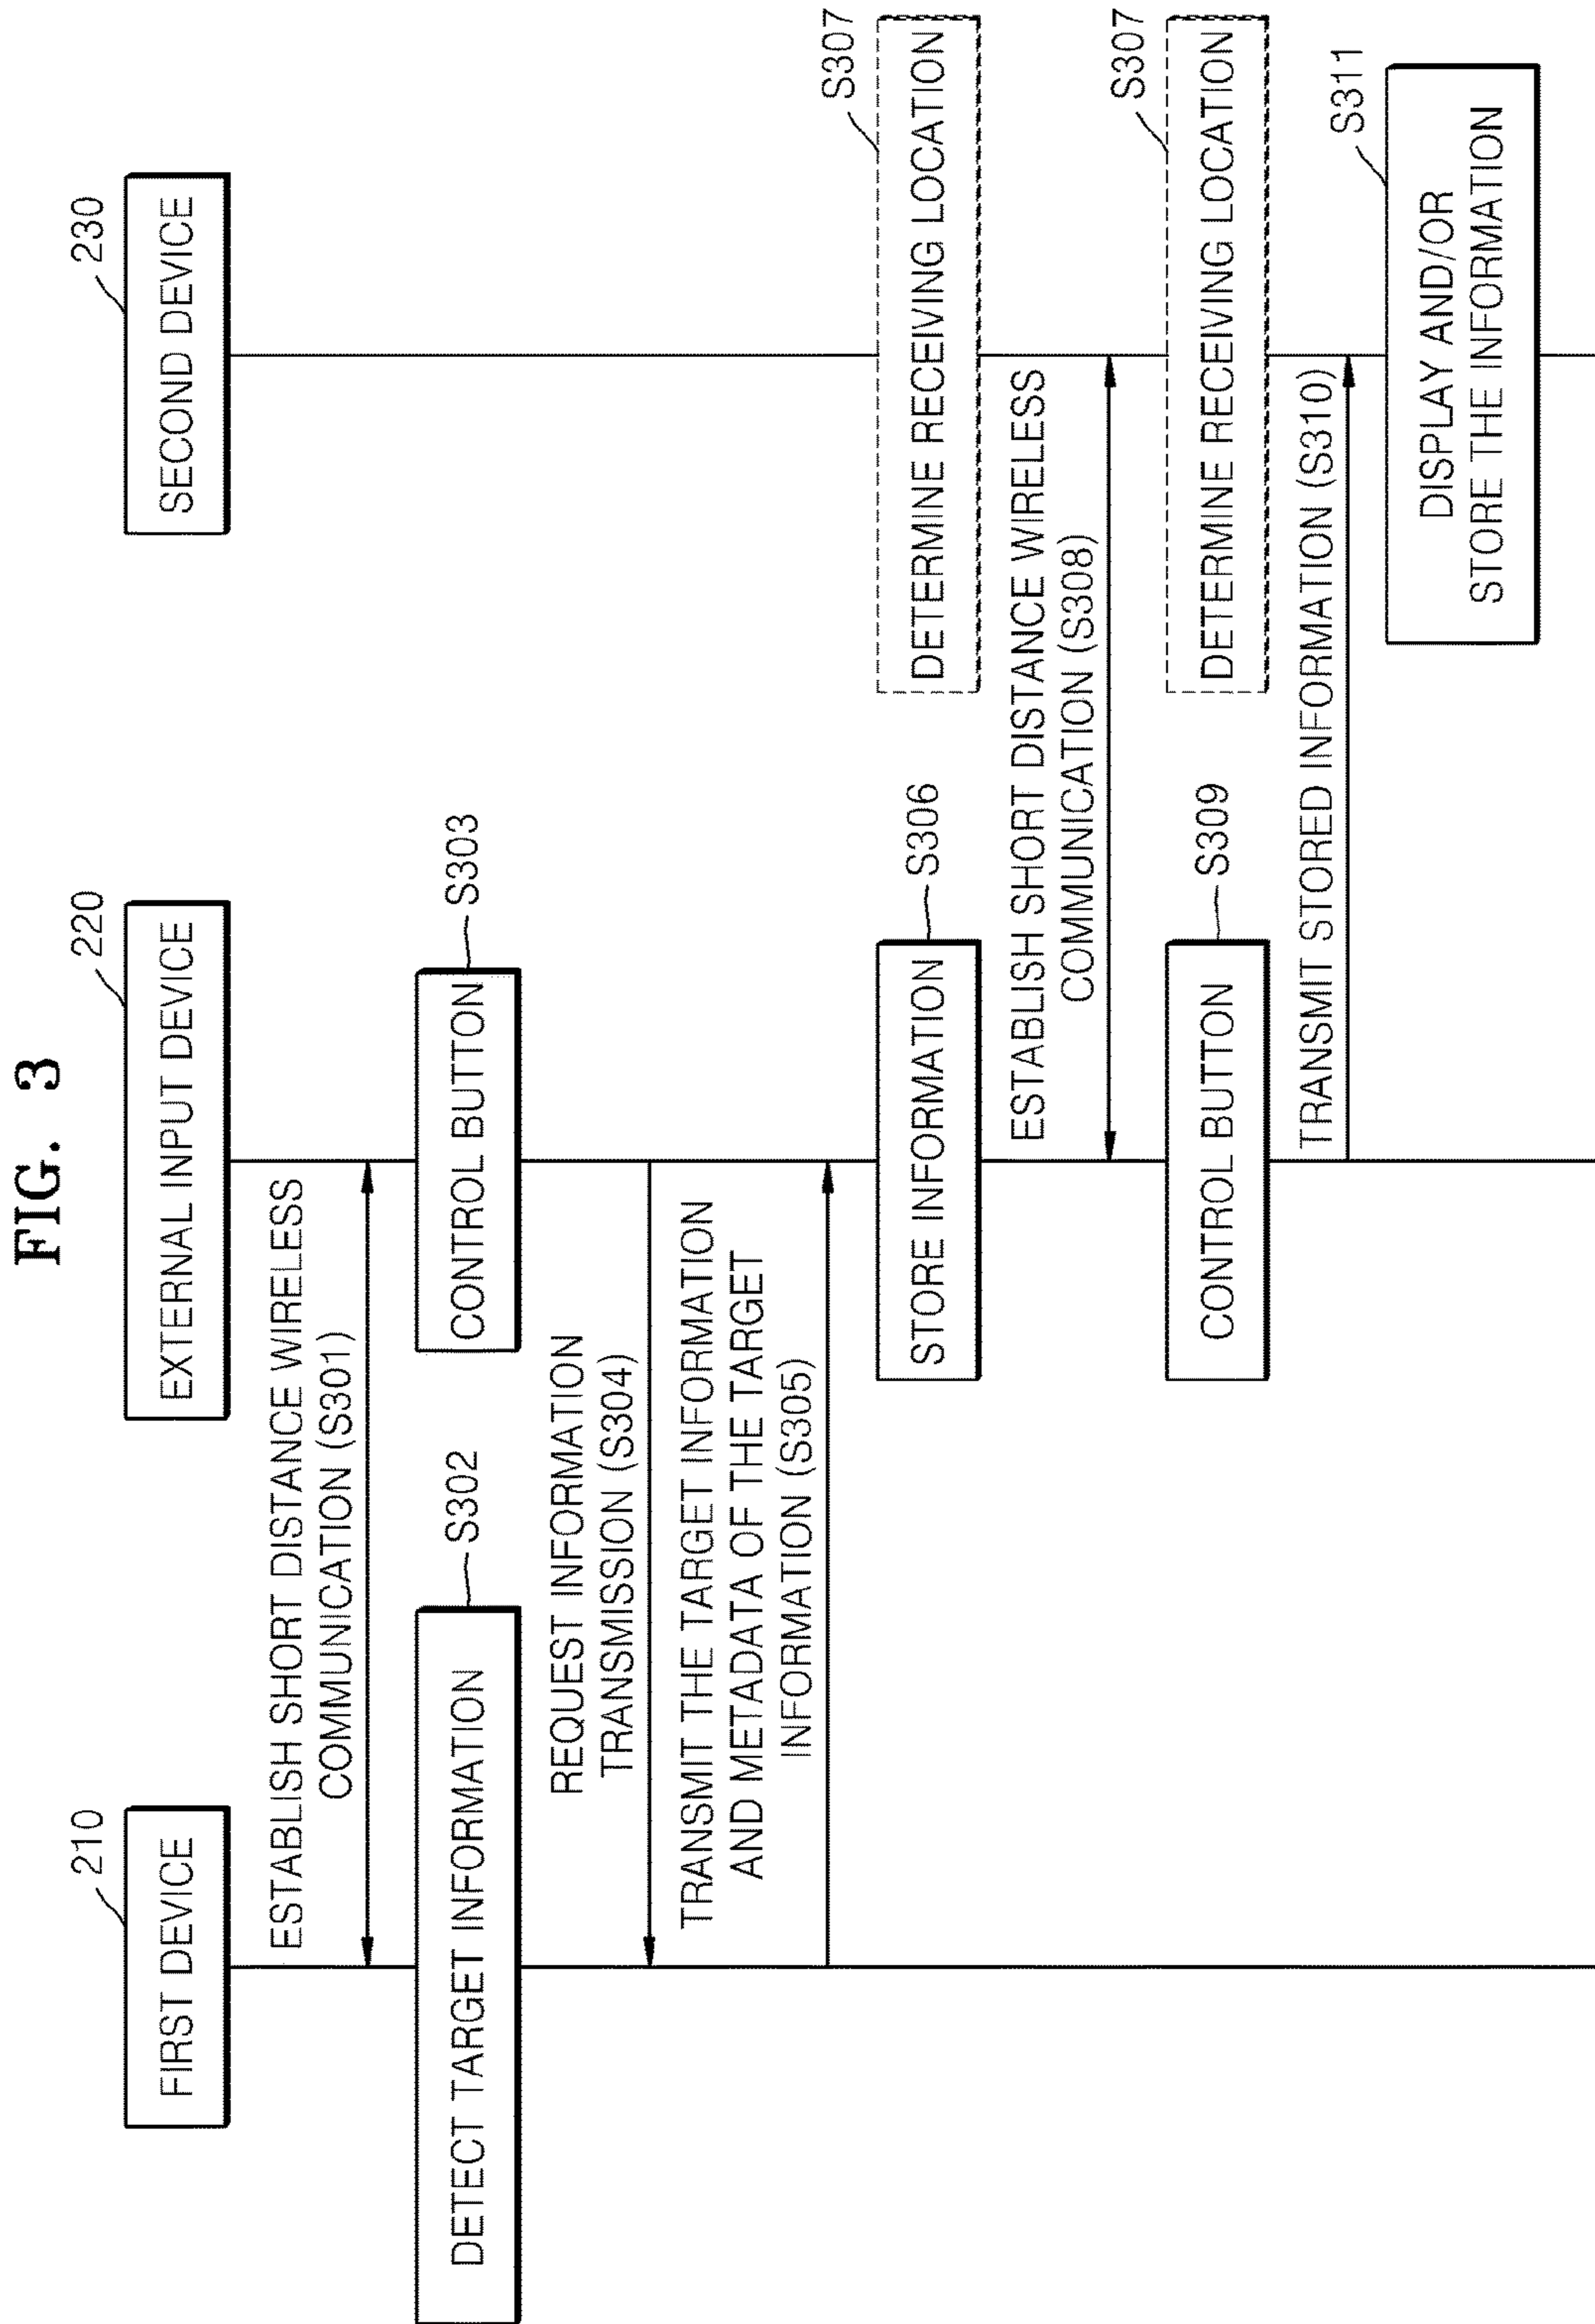 FIG. 3
210
FIRST DEVICE
220
EXTERNAL INPUT DEVICE
230
SECOND DEVICE
ESTABLISH SHORT DISTANCE WIRELESS
COMMUNICATION (S301)
S302
DETECT TARGET INFORMATION
S303
CONTROL BUTTON
REQUEST INFORMATION
TRANSMISSION (S304)
TRANSMIT THE TARGET INFORMATION
AND METADATA OF THE TARGET
INFORMATION (S305)
S306
STORE INFORMATION
S307
DETERMINE RECEIVING LOCATION
ESTABLISH SHORT DISTANCE WIRELESS
COMMUNICATION (S308)
S309
CONTROL BUTTON
S307
DETERMINE RECEIVING LOCATION
TRANSMIT STORED INFORMATION (S310)
S311
DISPLAY AND/OR
STORE THE INFORMATION